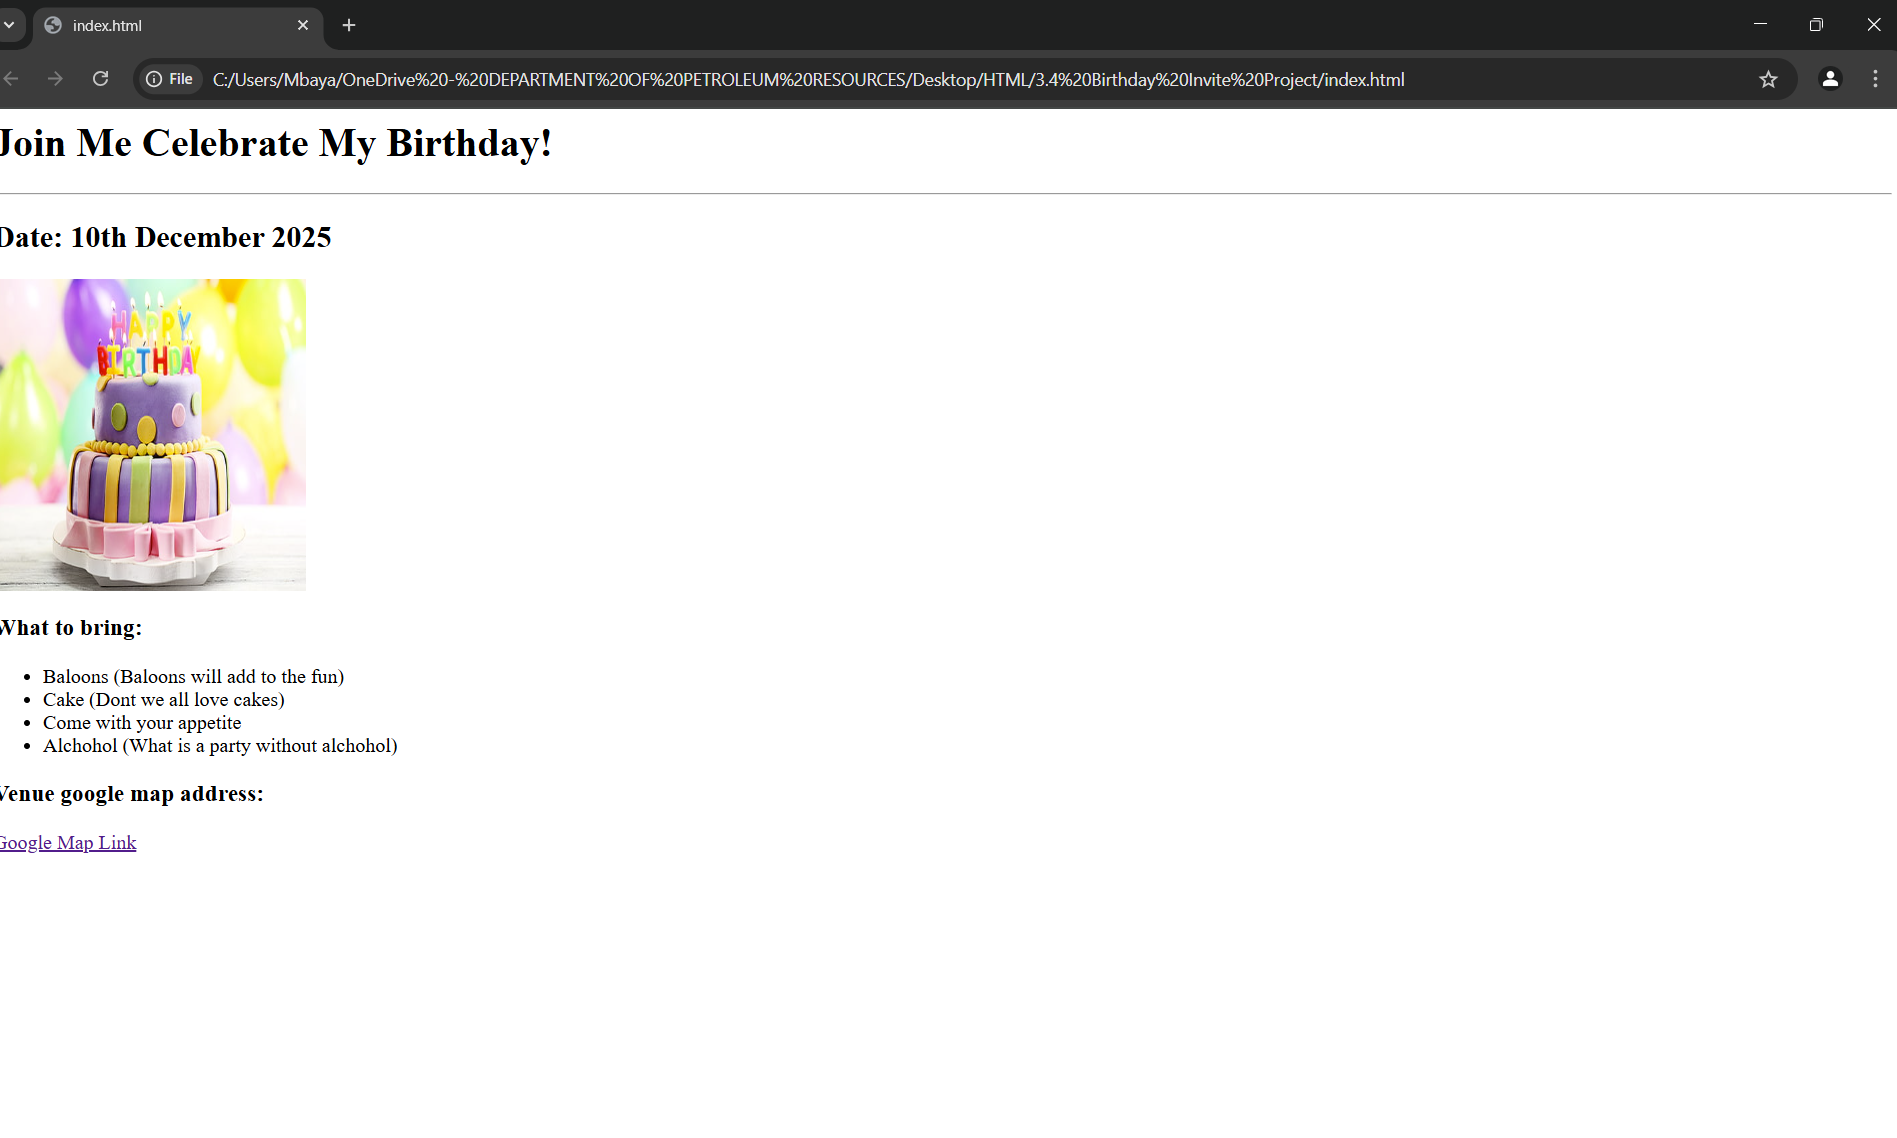 index.html
File C:/Users/Mbaya/OneDrive%20-%20DEPARTMENT%20OF%20PETROLEUM%20RESOURCES/Desktop/HTML/3.4%20Birthday%20Invite%20Project/index.html
Join Me Celebrate My Birthday!
Date: 10th December 2025
HAPPY
BIRTHDAY
What to bring:
• Baloons (Baloons will add to the fun)
• Cake (Dont we all love cakes)
• Come with your appetite
• Alchohol (What is a party without alchohol)
Venue google map address:
Google Map Link